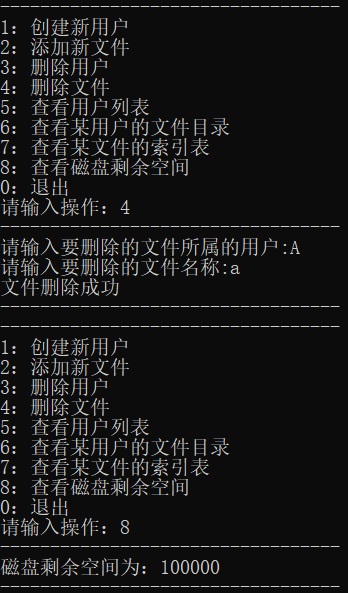 ----------------------------------
1: 创建新用户
2: 添加新文件
3: 删除用户
4: 删除文件
5: 查看用户列表
6: 查看某用户的文件目录
7: 查看某文件的索引表
8: 查看磁盘剩余空间
0: 退出
请输入操作: 4
----------------------------------
请输入要删除的文件所属的用户:A
请输入要删除的文件名称:a
文件删除成功
----------------------------------
----------------------------------
1: 创建新用户
2: 添加新文件
3: 删除用户
4: 删除文件
5: 查看用户列表
6: 查看某用户的文件目录
7: 查看某文件的索引表
8: 查看磁盘剩余空间
0: 退出
请输入操作: 8
----------------------------------
磁盘剩余空间为: 100000
----------------------------------